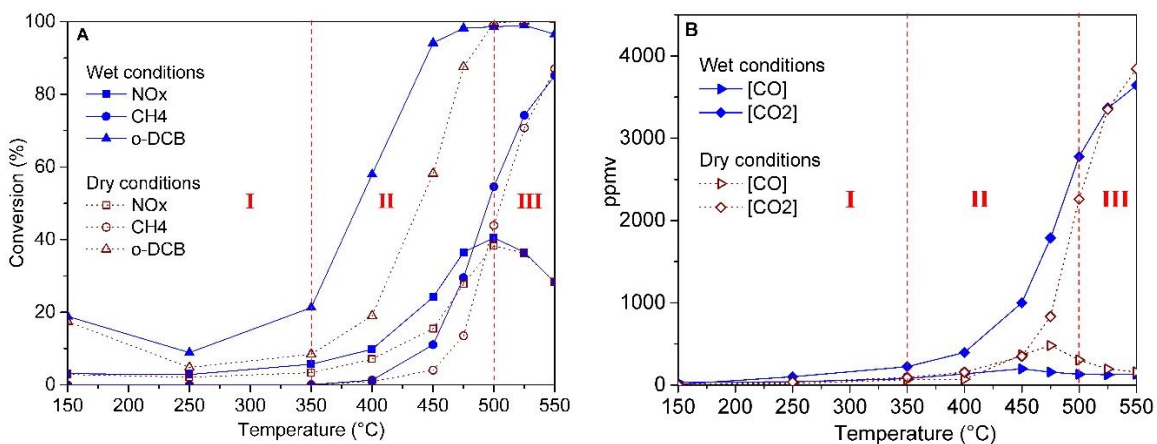 A
Wet conditions
NOx
CH4
o-DCB
Dry conditions
NOx
CH4
o-DCB
I
II
III
Conversion (%)
100
80
60
40
20
0
150 200 250 300 350 400 450 500 550
Temperature (°C)
B
Wet conditions
[CO]
[CO2]
Dry conditions
[CO]
[CO2]
I
II
III
ppmv
4000
3000
2000
1000
0
150 200 250 300 350 400 450 500 550
Temperature (°C)